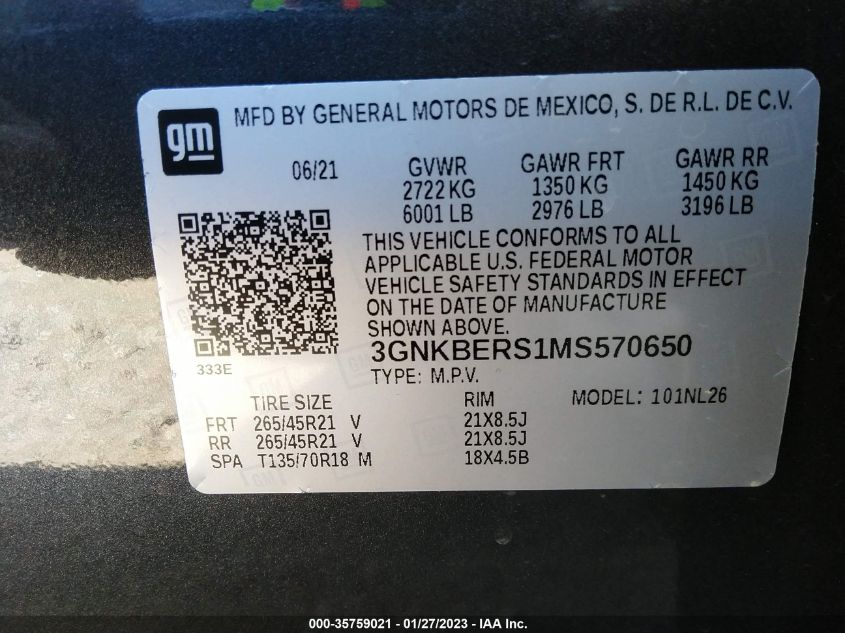 gm
MFD BY GENERAL MOTORS DE MEXICO, S. DE R.L. DE C.V.
06/21 GVWR GAWR FRT GAWR RR
2722 KG 1350 KG 1450 KG
6001 LB 2976 LB 3196 LB
THIS VEHICLE CONFORMS TO ALL
APPLICABLE U.S. FEDERAL MOTOR
VEHICLE SAFETY STANDARDS IN EFFECT
ON THE DATE OF MANUFACTURE
SHOWN ABOVE.
333E
3GNKBERS1MS570650
TYPE: M.P.V. MODEL: 101NL26
TIRE SIZE RIM
FRT 265/45R21 V 21X8.5J
RR 265/45R21 V 21X8.5J
SPA T135/70R18 M 18X4.5B
000-35759021 - 01/27/2023 - IAA Inc.